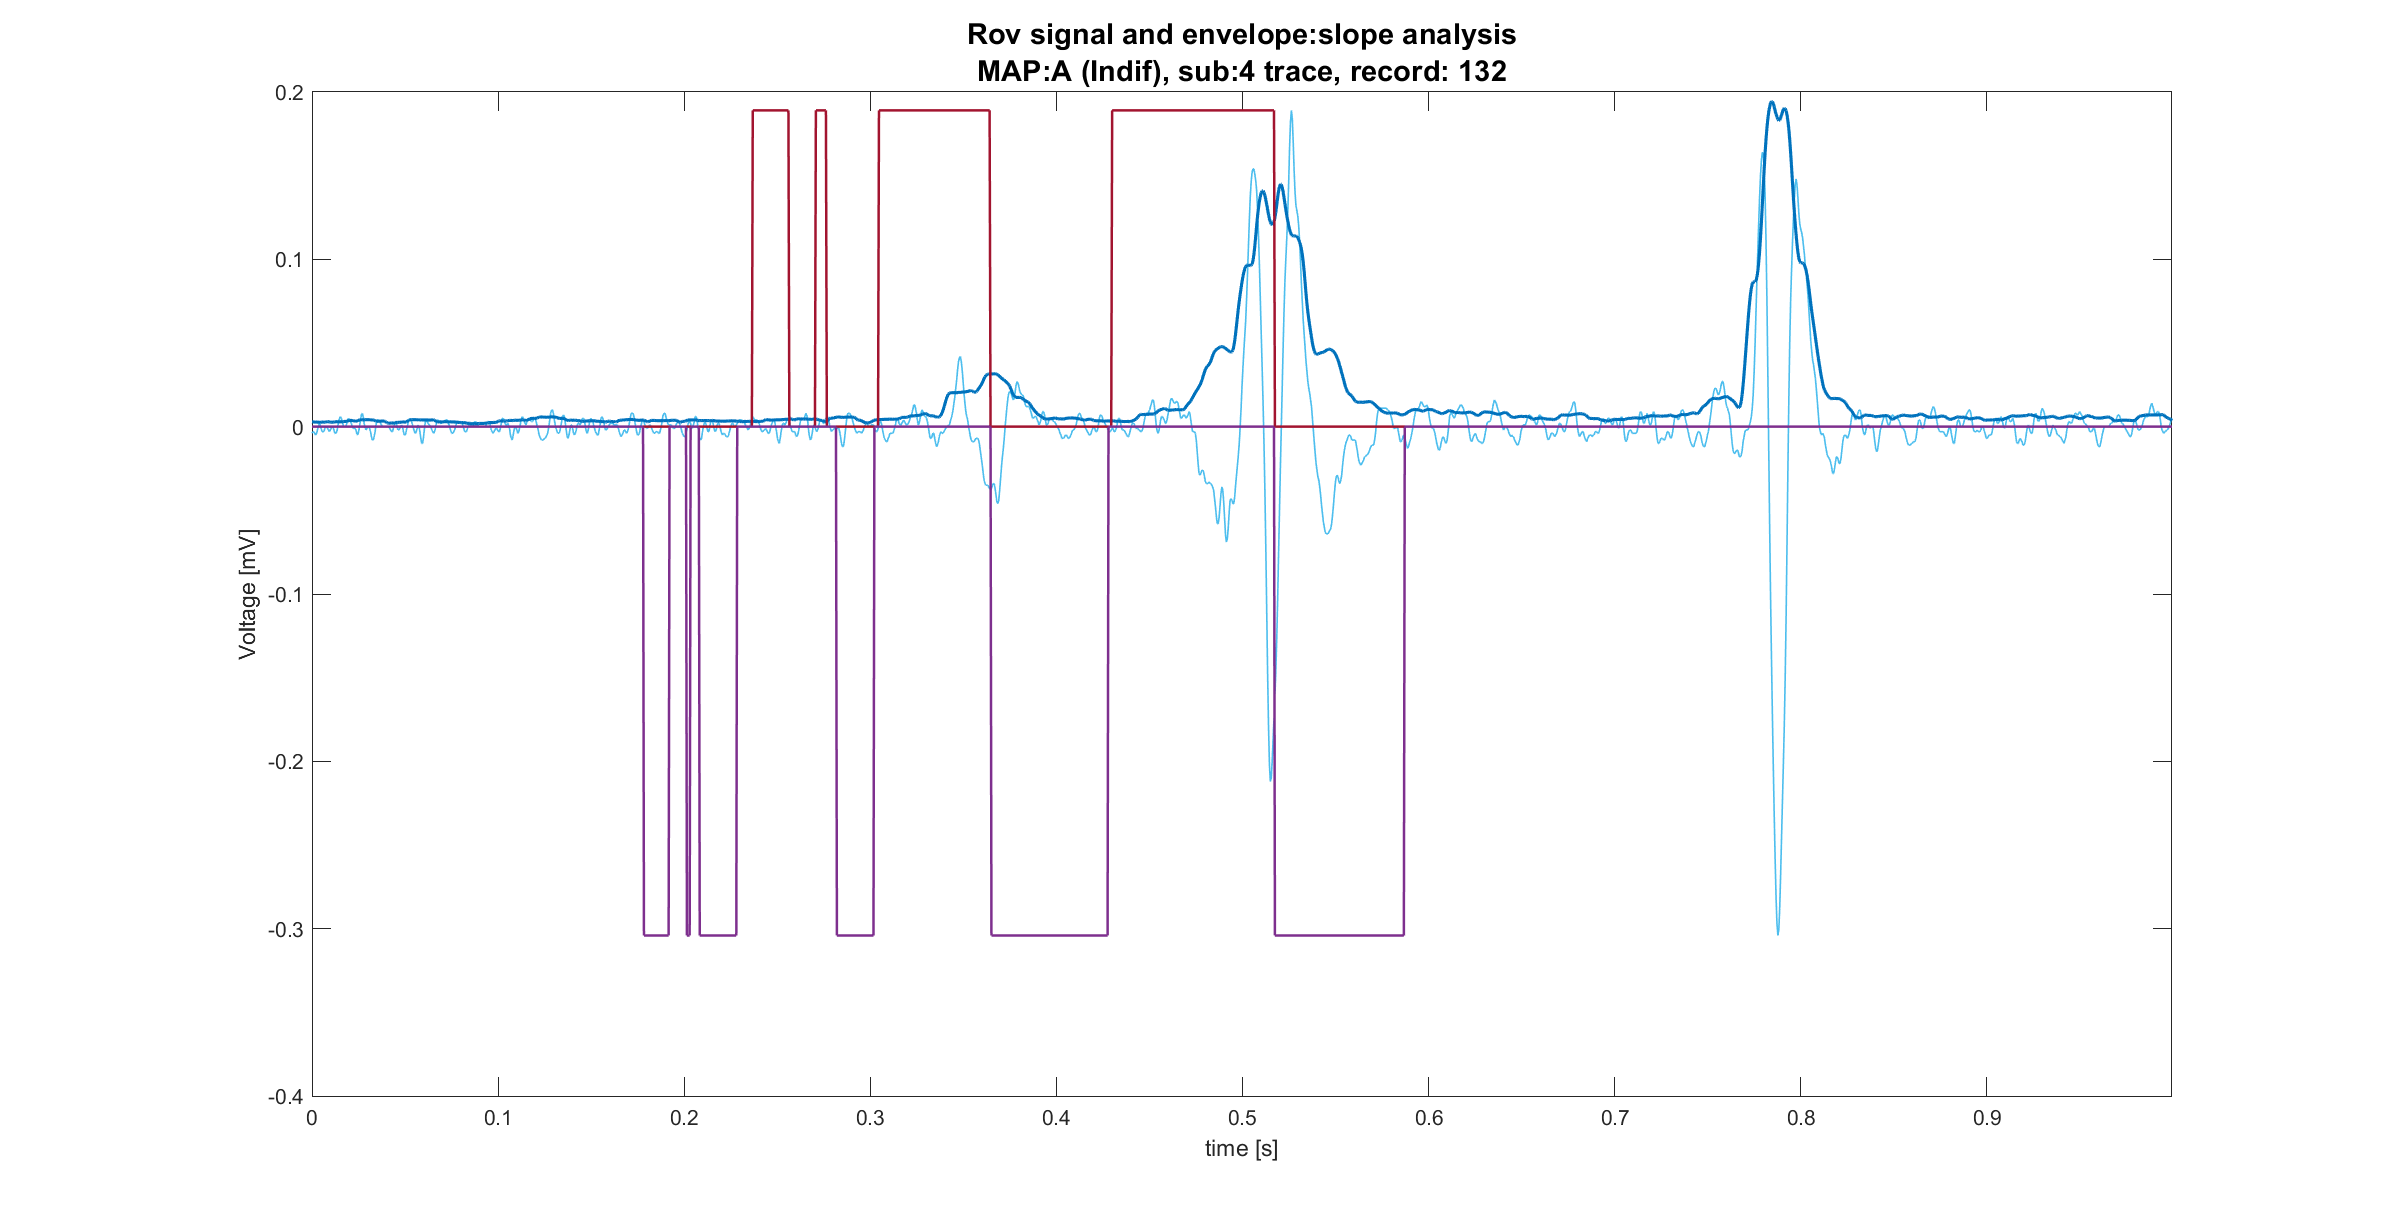 Rov signal and envelope:slope analysis
MAP:A (Indif), sub:4 trace, record: 132
0.2
0.1
0
-0.1
-0.2
-0.3
-0.4
Voltage [mV]
0 0.1 0.2 0.3 0.4 0.5 0.6 0.7 0.8 0.9
time [s]